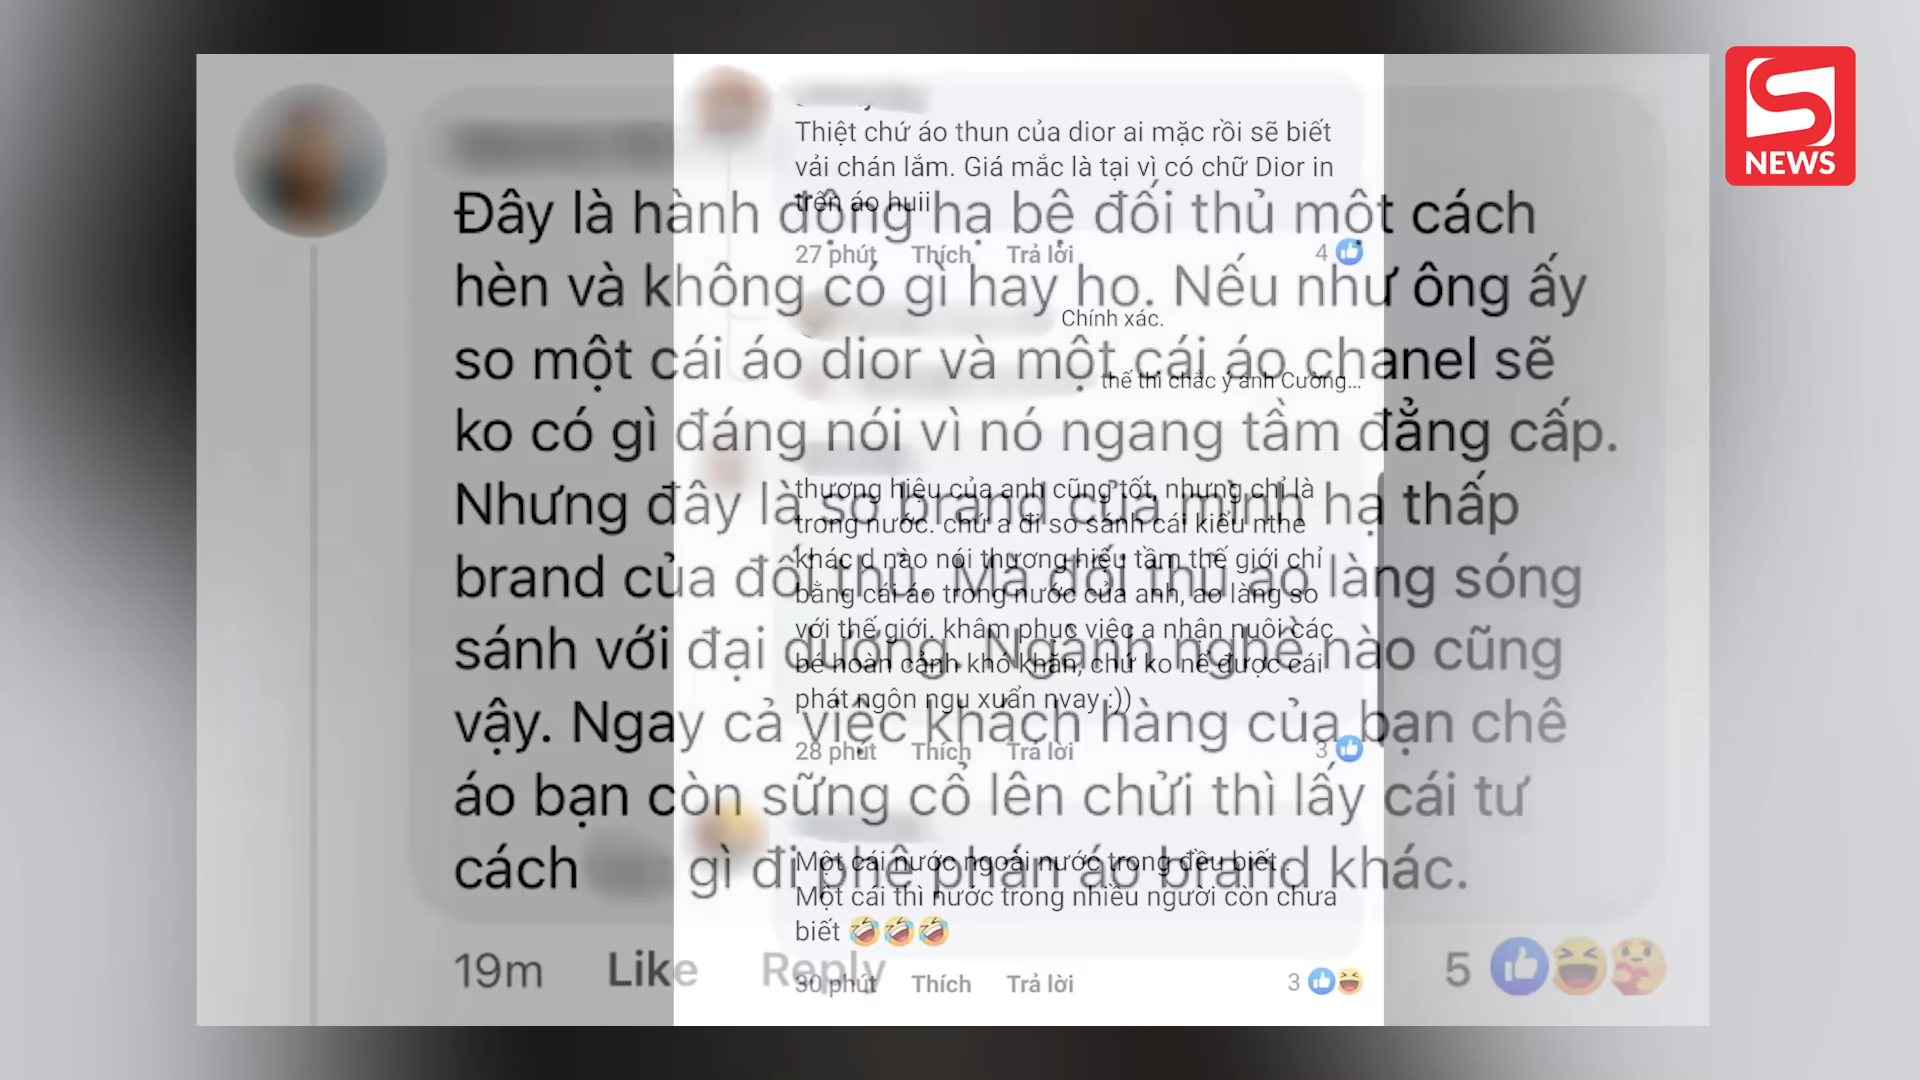 NEWS
Đây là hành động hạ bệ đối thủ một cách
hèn và không có gì hay ho. Nếu như ông ấy
so một cái áo dior và một cái áo chanel sẽ
ko có gì đáng nói vì nó ngang tầm đẳng cấp.
Nhưng đây là so brand của mình hạ thấp
brand của đối thủ. Mà đối thủ ao làng sóng
sánh với đại dương. Ngành nghề nào cũng
vậy. Ngay cả việc khách hàng của bạn chê
áo bạn còn sững cổ lên chửi thì lấy cái tư
cách gì đi phê phán áo brand khác.
19m Like Reply 5
Thiệt chứ áo thun của dior ai mặc rồi sẽ biết
vải chán lắm. Giá mắc là tại vì có chữ Dior in
trên áo huii
27 phút Thích Trả lời 4
Chính xác.
thế thì chắc ý anh Cường...
thương hiệu của anh cũng tốt, nhưng chỉ là
trong nước. chứ a đi so sánh cái kiểu nthe
khác d nào nói thương hiệu tầm thế giới chỉ
bằng cái áo trong nước của anh, ao làng so
với thế giới. khâm phục việc a nhận nuôi các
bé hoàn cảnh khó khăn, chứ ko nể được cái
phát ngôn ngu xuẩn nvay :))
28 phút Thích Trả lời 3
Một cái nước ngoài nước trong đều biết..
Một cái thì nước trong nhiều người còn chưa
biết 🤣🤣🤣
30 phút Thích Trả lời 3